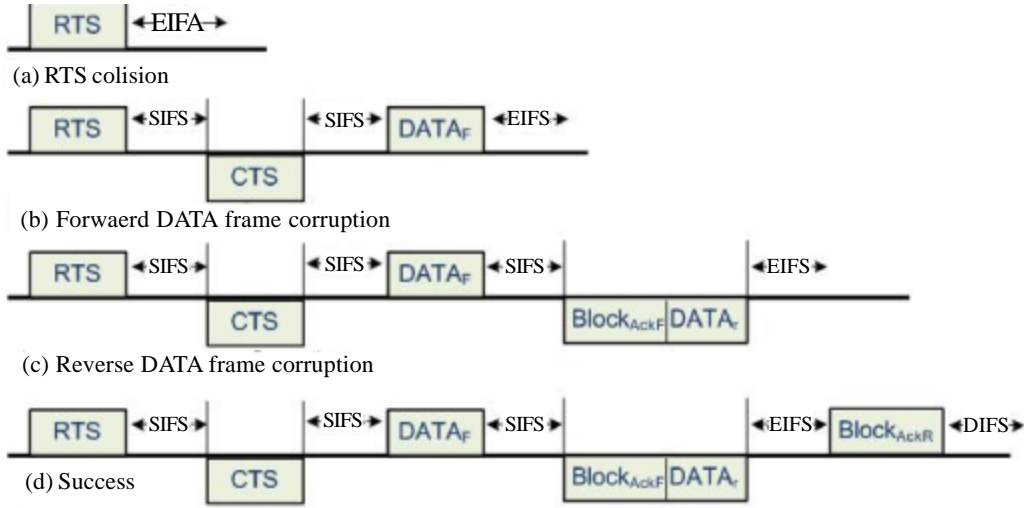 RTS EIFA
(a) RTS colision
RTS SIFS SIFS DATAF EIFS
CTS
(b) Forwaerd DATA frame corruption
RTS SIFS SIFS DATAF SIFS EIFS
CTS BlockAckF DATAr
(c) Reverse DATA frame corruption
RTS SIFS SIFS DATAF SIFS EIFS BlockAckR DIFS
CTS BlockAckF DATAr
(d) Success